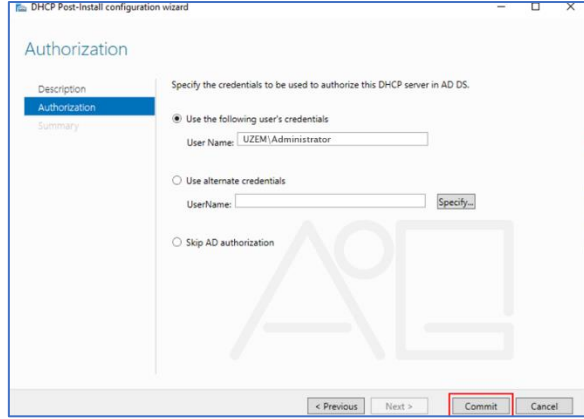 DHCP Post-Install configuration wizard
Authorization
Description
Authorization
Summary
Specify the credentials to be used to authorize this DHCP server in AD DS.
Use the following user's credentials
User Name: UZEM\Administrator
Use alternate credentials
UserName:
Specify...
Skip AD authorization
AOG
< Previous
Next >
Commit
Cancel